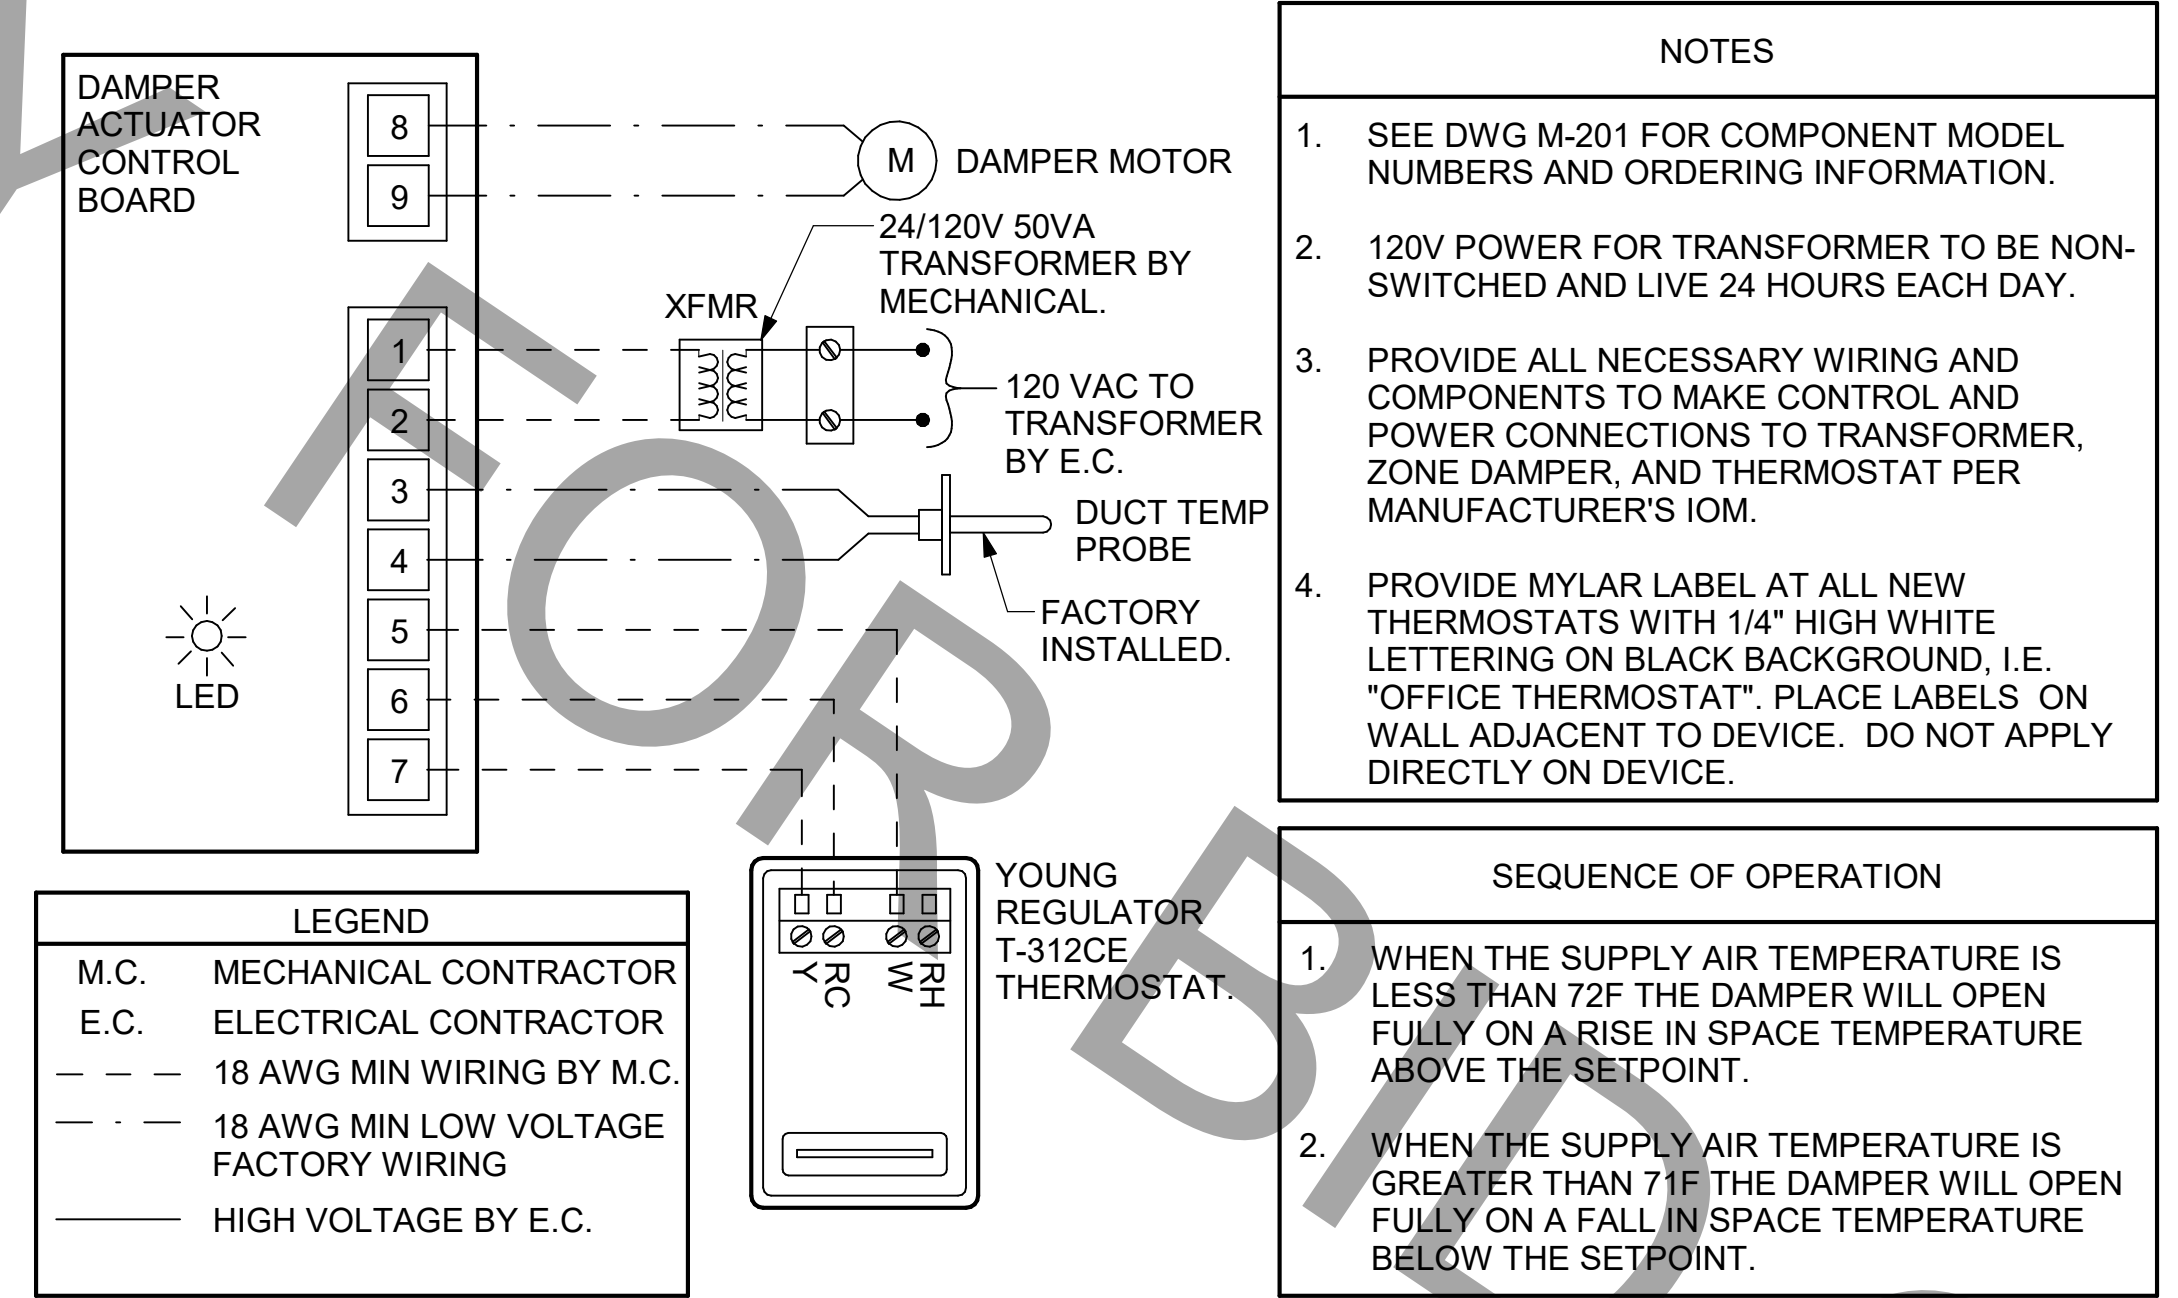 DAMPER
ACTUATOR
CONTROL
BOARD
8
9
M
DAMPER MOTOR
24/120V 50VA
TRANSFORMER BY
MECHANICAL.
XFMR
1
2
3
4
5
6
7
120 VAC TO
TRANSFORMER
BY E.C.
DUCT TEMP
PROBE
FACTORY
INSTALLED.
LED
YOUNG
REGULATOR
T-312CE
THERMOSTAT.
Y
RC
W
RH
LEGEND
M.C. MECHANICAL CONTRACTOR
E.C. ELECTRICAL CONTRACTOR
18 AWG MIN WIRING BY M.C.
18 AWG MIN LOW VOLTAGE
FACTORY WIRING
HIGH VOLTAGE BY E.C.
NOTES
1. SEE DWG M-201 FOR COMPONENT MODEL
NUMBERS AND ORDERING INFORMATION.
2. 120V POWER FOR TRANSFORMER TO BE NON-
SWITCHED AND LIVE 24 HOURS EACH DAY.
3. PROVIDE ALL NECESSARY WIRING AND
COMPONENTS TO MAKE CONTROL AND
POWER CONNECTIONS TO TRANSFORMER,
ZONE DAMPER, AND THERMOSTAT PER
MANUFACTURER'S IOM.
4. PROVIDE MYLAR LABEL AT ALL NEW
THERMOSTATS WITH 1/4" HIGH WHITE
LETTERING ON BLACK BACKGROUND, I.E.
"OFFICE THERMOSTAT". PLACE LABELS ON
WALL ADJACENT TO DEVICE. DO NOT APPLY
DIRECTLY ON DEVICE.
SEQUENCE OF OPERATION
1. WHEN THE SUPPLY AIR TEMPERATURE IS
LESS THAN 72F THE DAMPER WILL OPEN
FULLY ON A RISE IN SPACE TEMPERATURE
ABOVE THE SETPOINT.
2. WHEN THE SUPPLY AIR TEMPERATURE IS
GREATER THAN 71F THE DAMPER WILL OPEN
FULLY ON A FALL IN SPACE TEMPERATURE
BELOW THE SETPOINT.
FOR BID